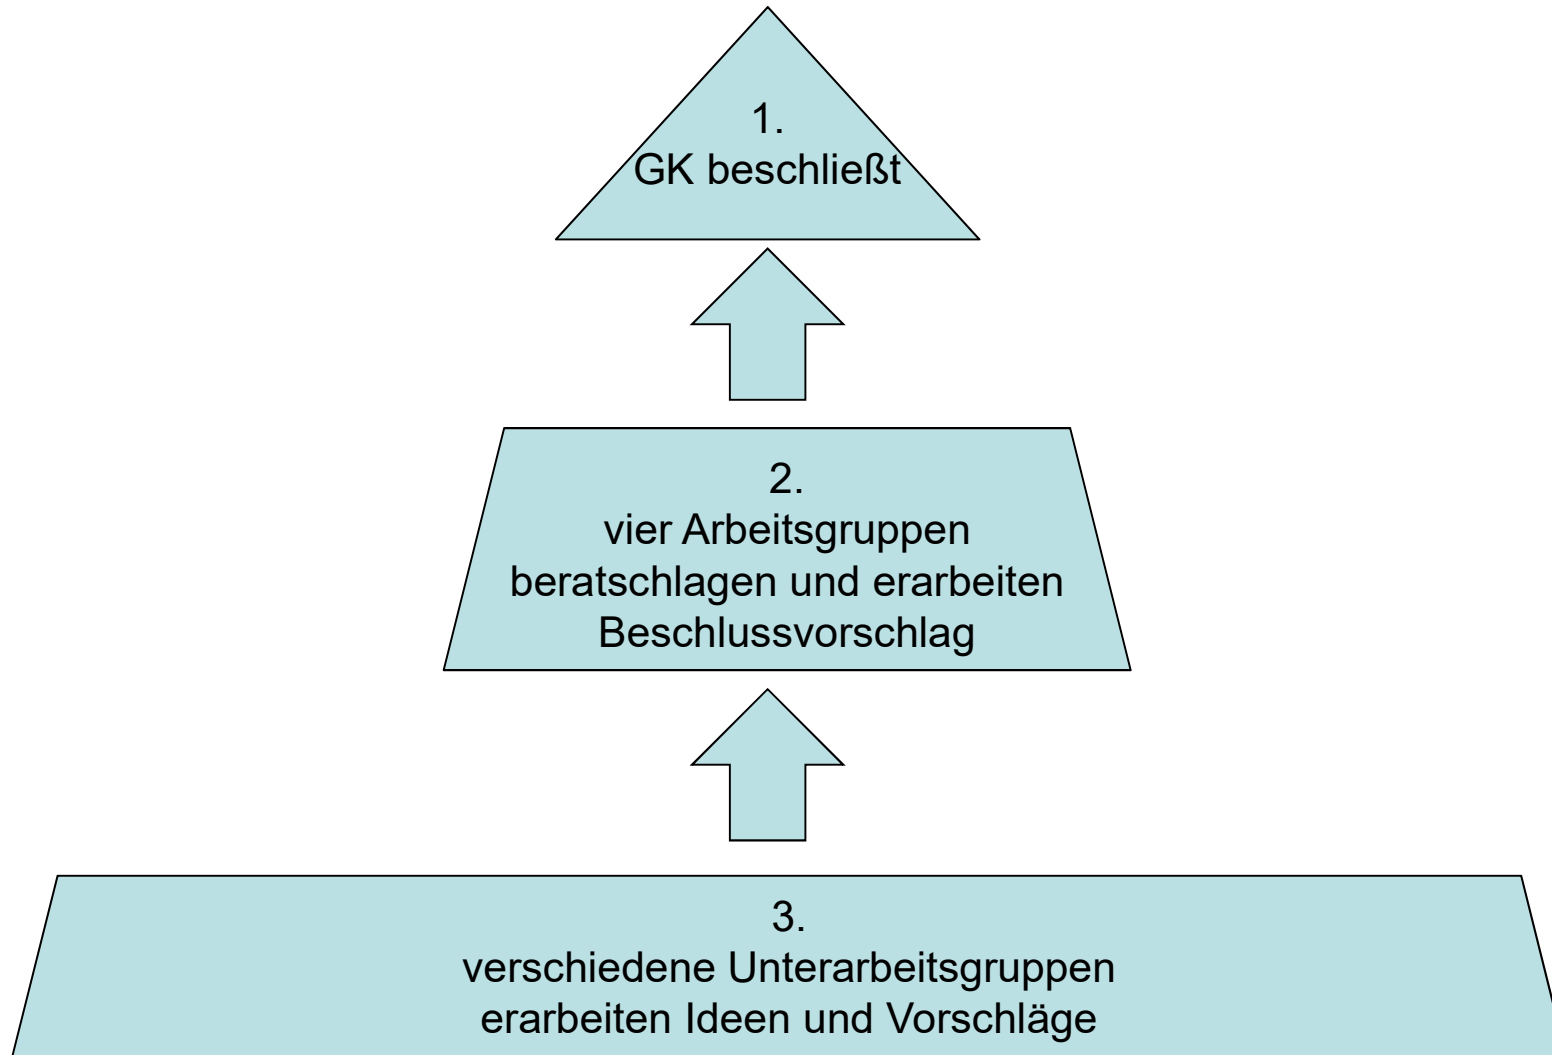 1.
GK beschließt
2.
vier Arbeitsgruppen
beratschlagen und erarbeiten
Beschlussvorschlag
3.
verschiedene Unterarbeitsgruppen
erarbeiten Ideen und Vorschläge